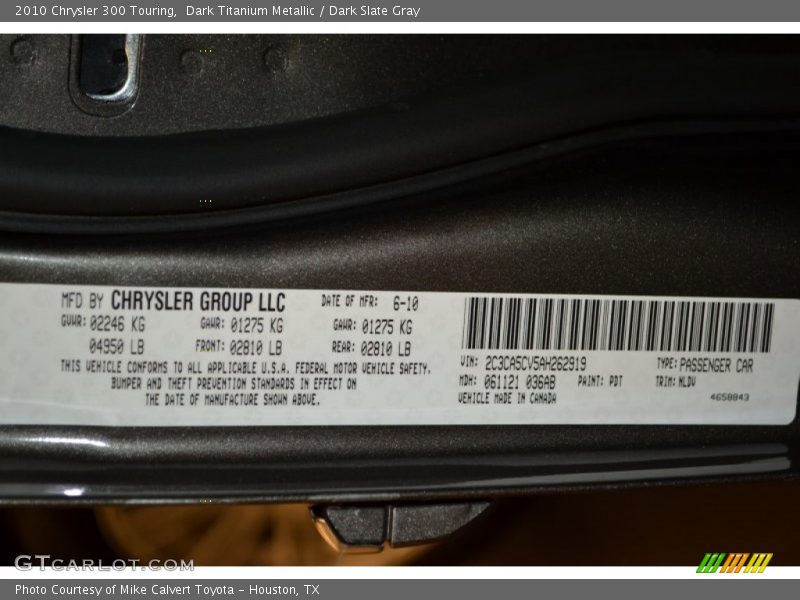 2010 Chrysler 300 Touring, Dark Titanium Metallic / Dark Slate Gray
MFD BY CHRYSLER GROUP LLC DATE OF MFR: 6-10
GVWR: 02246 KG GAWR: 01275 KG GAWR: 01275 KG
04950 LB FRONT: 02810 LB REAR: 02810 LB
THIS VEHICLE CONFORMS TO ALL APPLICABLE U.S.A. FEDERAL MOTOR VEHICLE SAFETY,
BUMPER AND THEFT PREVENTION STANDARDS IN EFFECT ON
THE DATE OF MANUFACTURE SHOWN ABOVE.
VIN: 2C3CA5CV5AH262919 TYPE: PASSENGER CAR
MDH: 061121 036AB PAINT: PDT TRIM: NLDV
VEHICLE MADE IN CANADA 4658843
GTcarlot.com
Photo Courtesy of Mike Calvert Toyota - Houston, TX